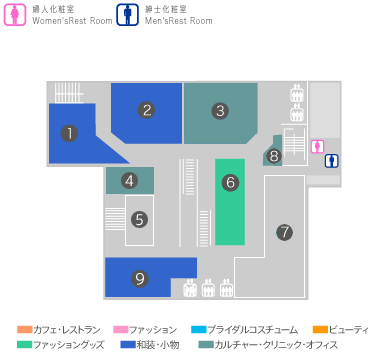 婦人化粧室
Women'sRest Room
紳士化粧室
Men'sRest Room
1
2
3
4
5
6
7
8
9
カフェ・レストラン
ファッション
ブライダルコスチューム
ビューティ
ファッショングッズ
和装・小物
カルチャー・クリニック・オフィス